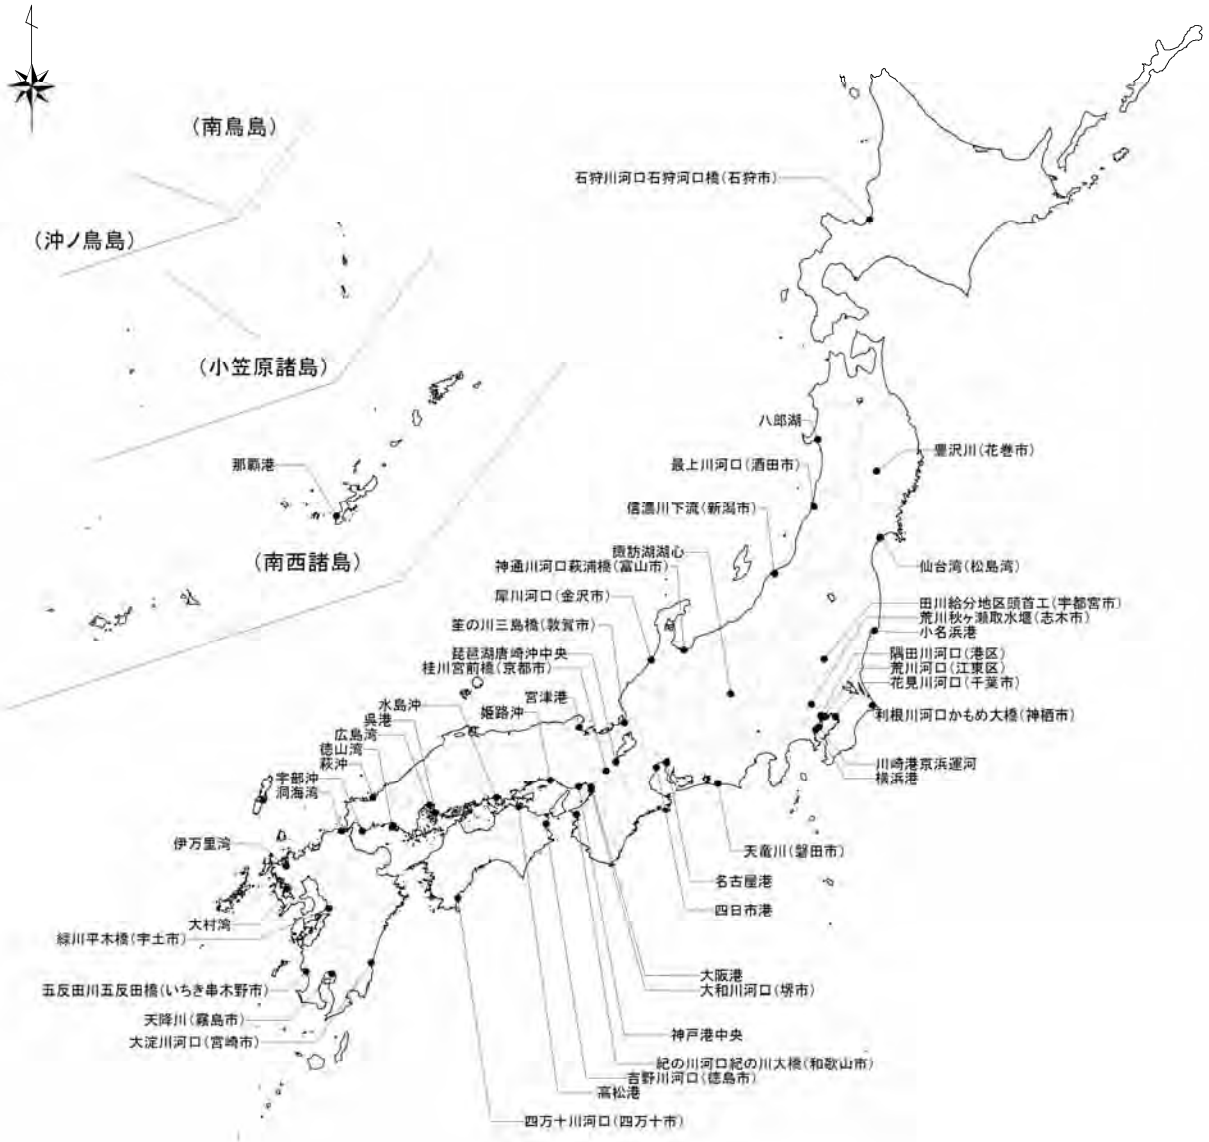 (南鳥島)
石狩川河口石狩河口橋(石狩市)
(沖ノ鳥島)
(小笠原諸島)
八郎湖
豊沢川(花巻市)
那覇港
最上川河口(酒田市)
信濃川下流(新潟市)
諏訪湖湖心
(南西諸島)
神通川河口萩浦橋(富山市)
仙台湾(松島湾)
犀川河口(金沢市)
田川給分地区頭首工(宇都宮市)
荒川秋ヶ瀬取水堰(志木市)
笙の川三島橋(敦賀市)
小名浜港
琵琶湖唐崎沖中央
隅田川河口(港区)
桂川宮前橋(京都市)
荒川河口(江東区)
花見川河口(千葉市)
宮津港
水島沖
姫路沖
利根川河口かもめ大橋(神栖市)
呉港
広島湾
徳山湾
萩沖
川崎港京浜運河
宇部沖
横浜港
洞海湾
伊万里湾
天竜川(磐田市)
名古屋港
四日市港
大村湾
緑川平木橋(宇土市)
大阪港
五反田川五反田橋(いちき串木野市)
大和川河口(堺市)
天降川(霧島市)
神戸港中央
大淀川河口(宮崎市)
紀の川河口紀の川大橋(和歌山市)
吉野川河口(徳島市)
高松港
四万十川河口(四万十市)